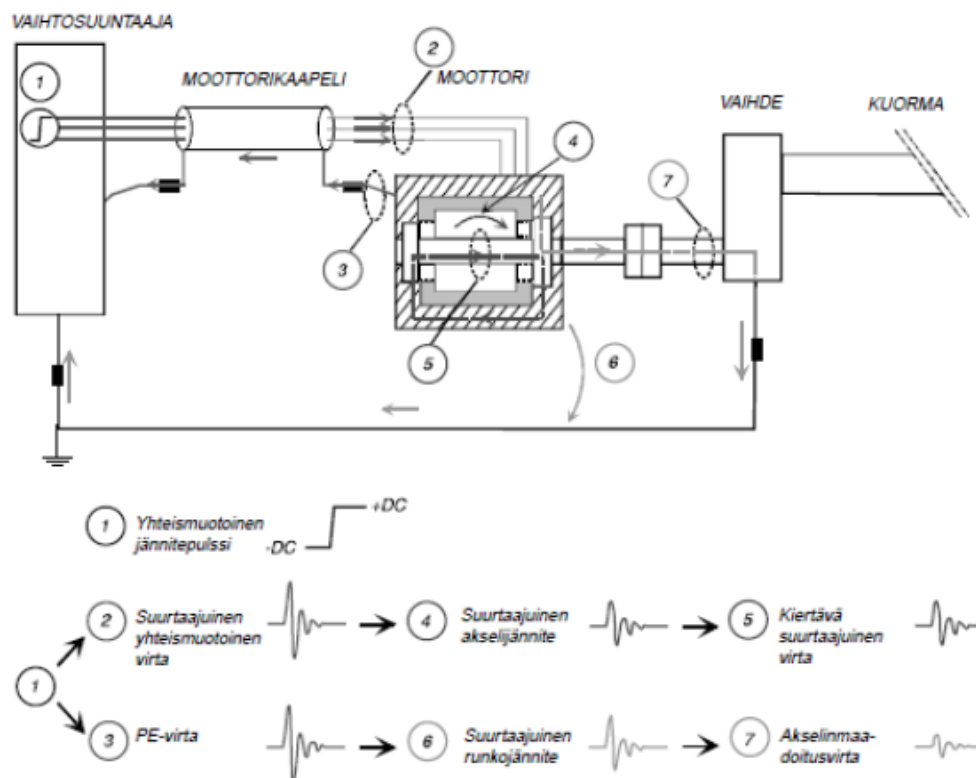 VAIHTOSUUNTAAJA
1
MOOTTORIKAAPELI
2
MOOTTORI
VAIHDE
KUORMA
4
7
3
5
6
1
Yhteismuotoinen
jännitepulssi
-DC
+DC
1
2
Suurtaajuinen
yhteismuotoinen
virta
4
Suurtaajuinen
akselijännite
5
Kiertävä
suurtaajuinen
virta
3
PE-virta
6
Suurtaajuinen
runkojännite
7
Akselinmaa-
doitusvirta